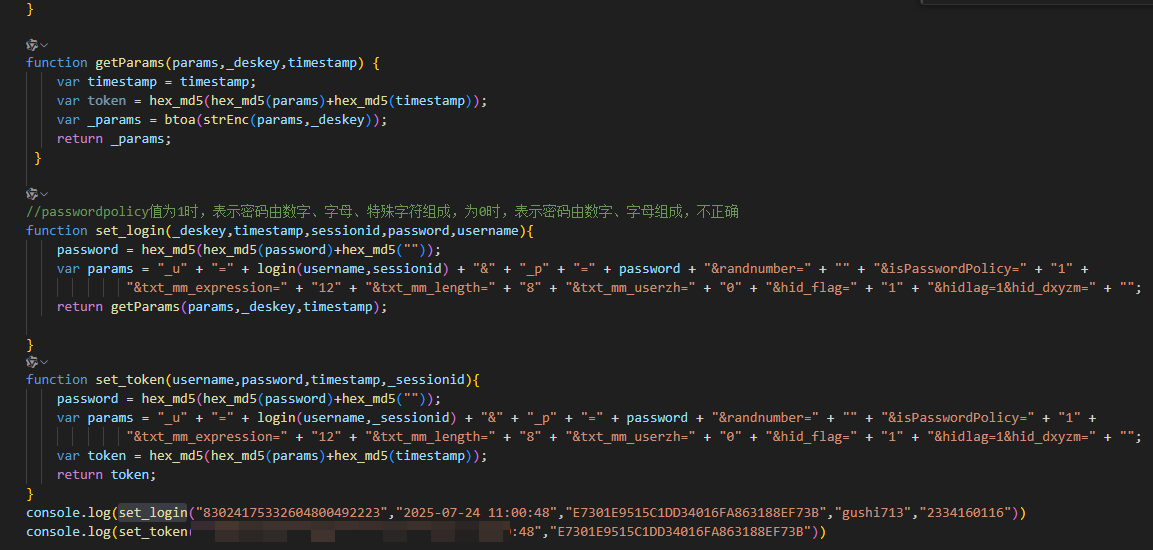 }
function getParams(params,_deskey,timestamp) {
var timestamp = timestamp;
var token = hex_md5(hex_md5(params)+hex_md5(timestamp));
var _params = btoa(strEnc(params,_deskey));
return _params;
}
//passwordpolicy值为1时，表示密码由数字、字母、特殊字符组成，为0时，表示密码由数字、字母组成，不正确
function set_login(_deskey,timestamp,sessionid,password,username){
password = hex_md5(hex_md5(password)+hex_md5(""));
var params = "_u" + "=" + login(username,sessionid) + "&" + "_p" + "=" + password + "&randnumber=" + "" + "&isPasswordPolicy=" + "1" +
"&txt_mm_expression=" + "12" + "&txt_mm_length=" + "8" + "&txt_mm_userzh=" + "0" + "&hid_flag=" + "1" + "&hidlag=1&hid_dxyzm=" + "";
return getParams(params,_deskey,timestamp);
}
function set_token(username,password,timestamp,_sessionid){
password = hex_md5(hex_md5(password)+hex_md5(""));
var params = "_u" + "=" + login(username,_sessionid) + "&" + "_p" + "=" + password + "&randnumber=" + "" + "&isPasswordPolicy=" + "1" +
"&txt_mm_expression=" + "12" + "&txt_mm_length=" + "8" + "&txt_mm_userzh=" + "0" + "&hid_flag=" + "1" + "&hidlag=1&hid_dxyzm=" + "";
var token = hex_md5(hex_md5(params)+hex_md5(timestamp));
return token;
}
console.log(set_login("83024175332604800492223","2025-07-24 11:00:48","E7301E9515C1DD34016FA863188EF73B","gushi713","2334160116"))
console.log(set_token( :48","E7301E9515C1DD34016FA863188EF73B"))